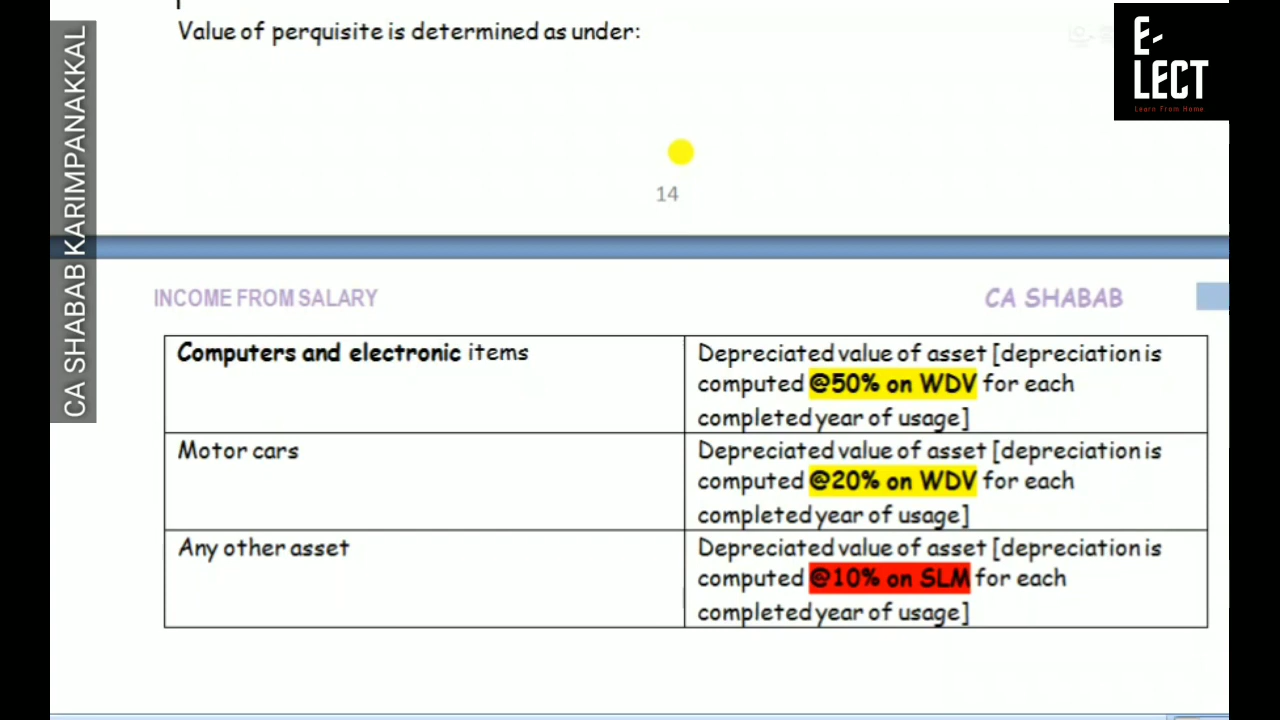 Value of perquisite is determined as under:
E-
LECT
Learn From Home
CA SHABAB KARIMPANAKKAL
14
INCOME FROM SALARY
CA SHABAB
Computers and electronic items
Depreciated value of asset [depreciation is
computed @50% on WDV for each
completed year of usage]
Motor cars
Depreciated value of asset [depreciation is
computed @20% on WDV for each
completed year of usage]
Any other asset
Depreciated value of asset [depreciation is
computed @10% on SLM for each
completed year of usage]